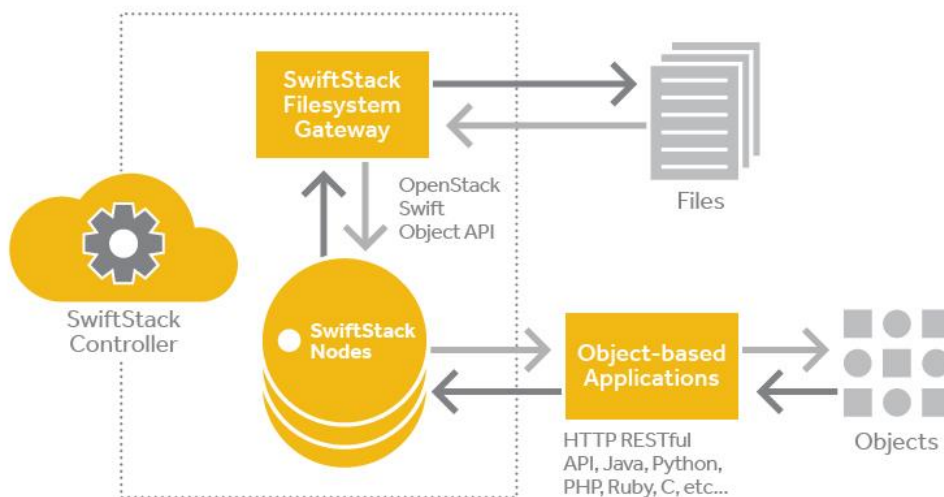 SwiftStack
Filesystem
Gateway
OpenStack
Swift
Object API
Files
SwiftStack
Controller
SwiftStack
Nodes
Object-based
Applications
HTTP RESTful
API, Java, Python,
PHP, Ruby, C, etc...
Objects